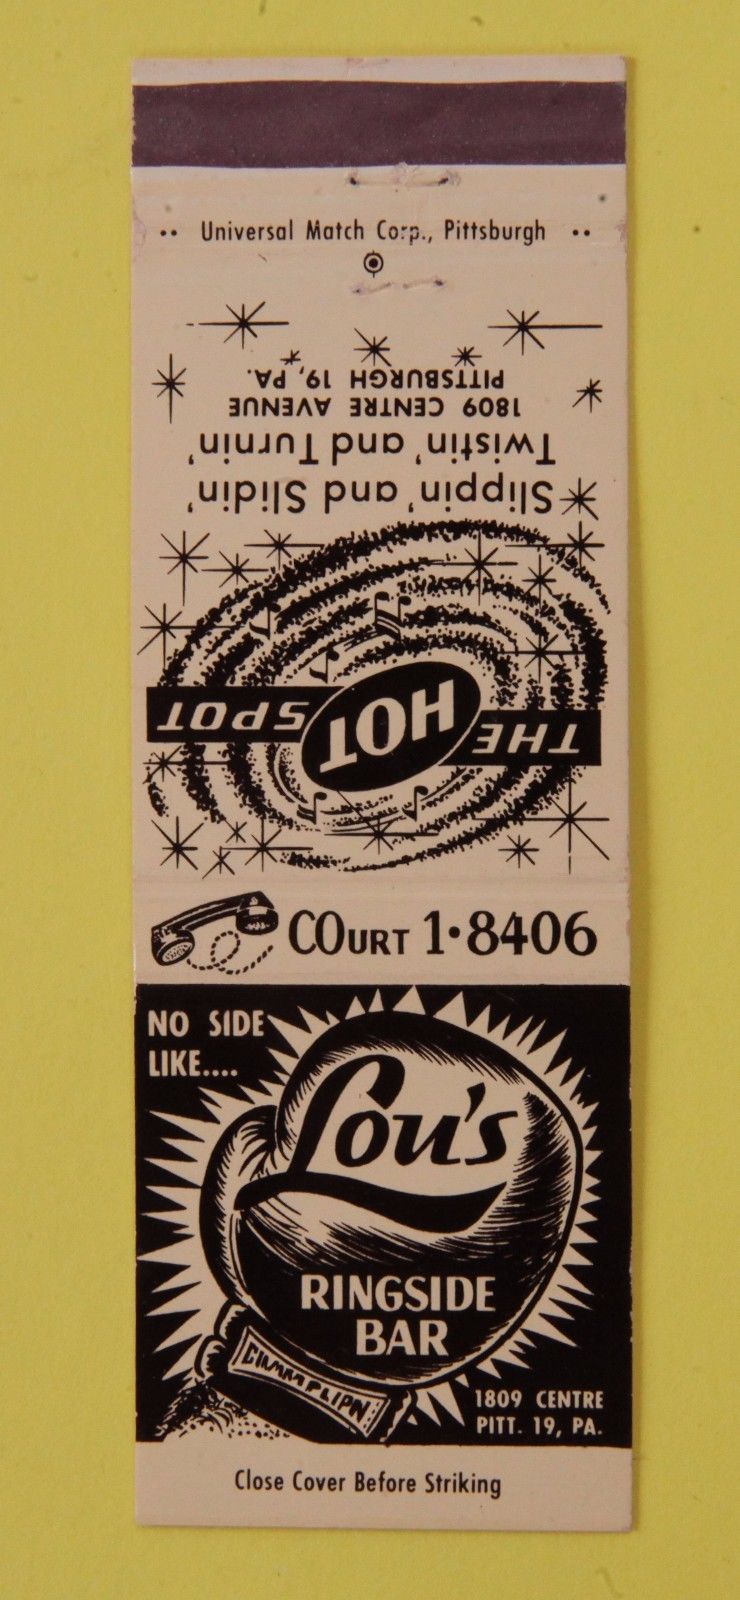 Universal Match Corp., Pittsburgh
THE HOT SPOT
Slippin' and Slidin'
Twistin' and Turnin'
1809 CENTRE AVENUE
PITTSBURGH 19, PA.
COURT 1-8406
NO SIDE
LIKE....
Lou's
RINGSIDE
BAR
1809 CENTRE
PITT. 19, PA.
Close Cover Before Striking